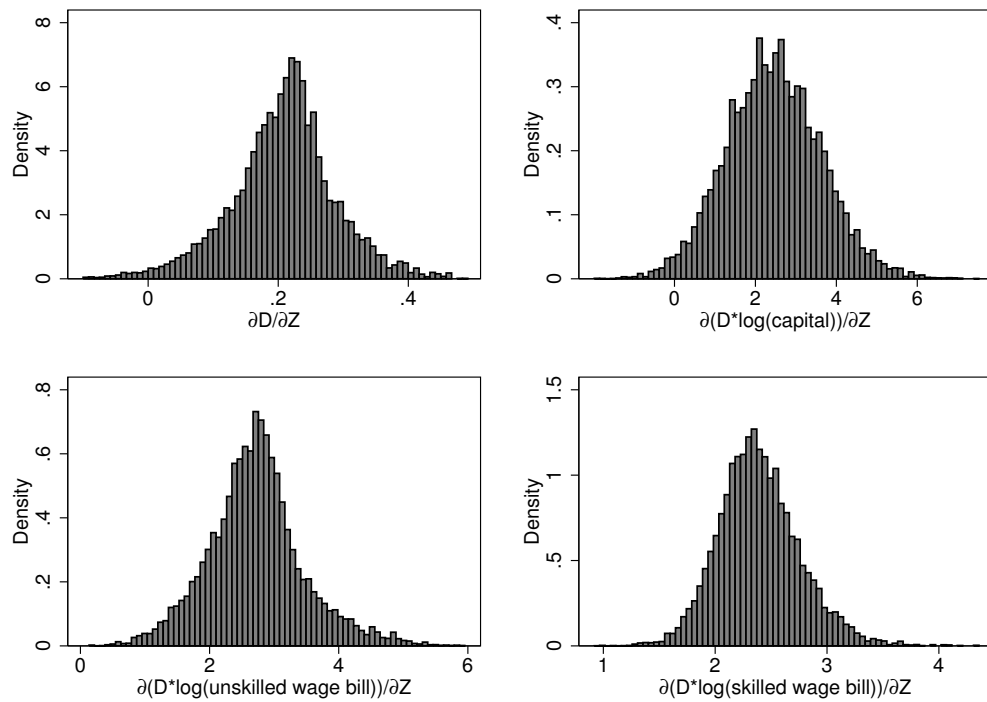 8
6
4
2
0
Density
0 .2 .4
∂D/∂Z
.4
.3
.2
.1
0
Density
0 2 4 6
∂(D*log(capital))/∂Z
.8
.6
.4
.2
0
Density
0 2 4 6
∂(D*log(unskilled wage bill))/∂Z
1.5
1
.5
0
Density
1 2 3 4
∂(D*log(skilled wage bill))/∂Z